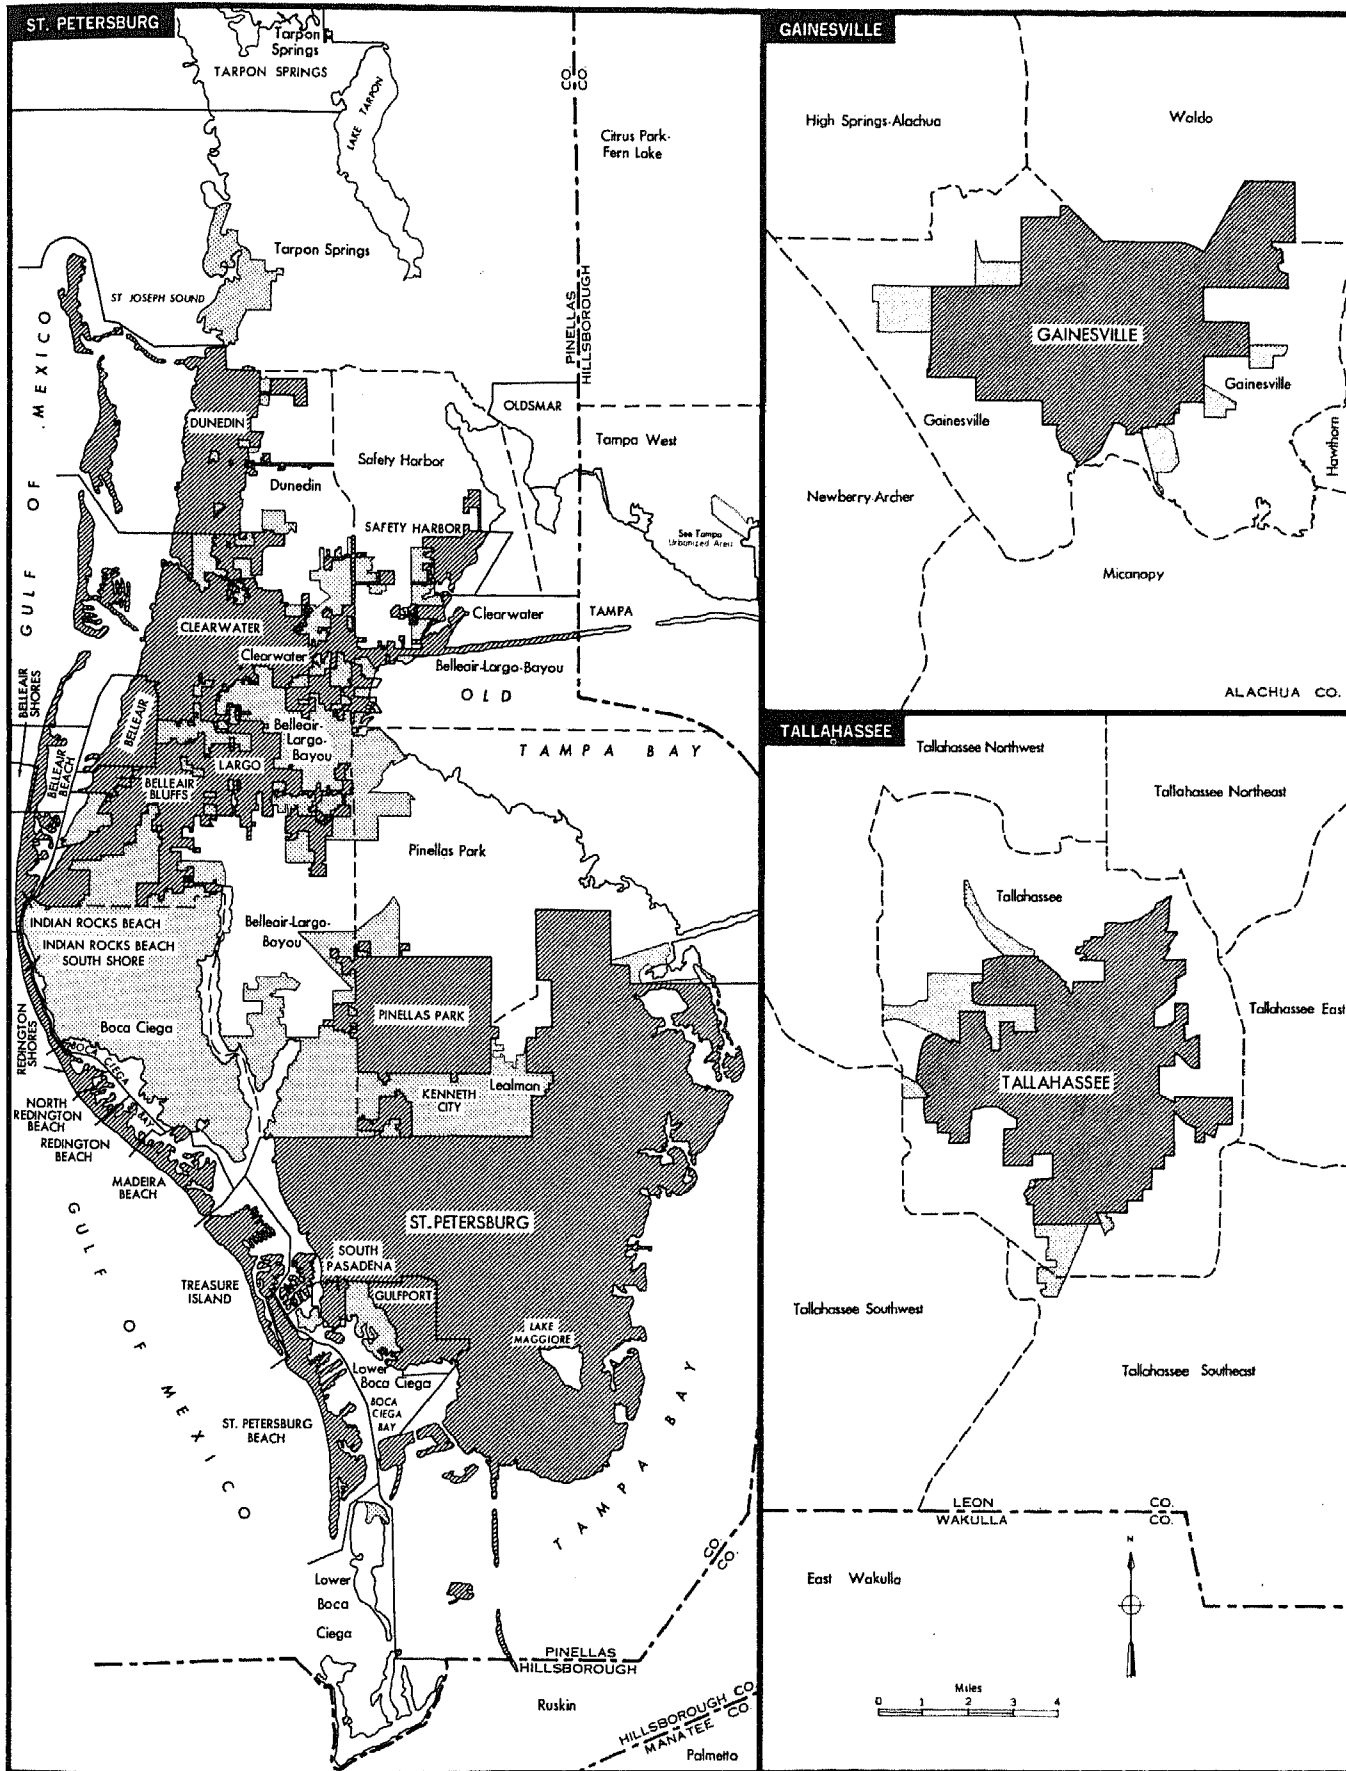 ST. PETERSBURG
Tarpon
Springs
TARPON SPRINGS
LAKE TARPON
CO.
CO.
Citrus Park-
Fern Lake
Tarpon Springs
ST JOSEPH SOUND
PINELLAS
HILLSBOROUGH
GULF OF MEXICO
DUNEDIN
OLDSMAR
Tampa West
Safety Harbor
Dunedin
SAFETY HARBOR
See Tampa
Urbanized Area
Clearwater
TAMPA
CLEARWATER
Clearwater
Belleair-Largo-Bayou
OLD
TAMPA BAY
BELLEAIR
SHORES
BELLEAIR
BELLEAIR
BEACH
Belleair-
Largo-
Bayou
LARGO
BELLEAIR
BLUFFS
Pinellas Park
INDIAN ROCKS BEACH
Belleair-Largo-
Bayou
INDIAN ROCKS BEACH
SOUTH SHORE
PINELLAS PARK
Boca Ciega
REDINGTON
SHORES
BOCA
CIEGA
BAY
Lealman
KENNETH
CITY
NORTH
REDINGTON
BEACH
REDINGTON
BEACH
MADEIRA
BEACH
GULF OF MEXICO
ST. PETERSBURG
SOUTH
PASADENA
TREASURE
ISLAND
GULFPORT
LAKE
MAGGIORE
Lower
Boca Ciega
BOCA
CIEGA
BAY
ST. PETERSBURG
BEACH
TAMPA BAY
CO.
CO.
Lower
Boca
Ciega
PINELLAS
HILLSBOROUGH
Ruskin
HILLSBOROUGH CO.
MANATEE CO.
Palmetto
GAINESVILLE
High Springs-Alachua
Waldo
GAINESVILLE
Gainesville
Gainesville
Hawthorn
Newberry-Archer
Micanopy
ALACHUA CO.
TALLAHASSEE
Tallahassee Northwest
Tallahassee Northeast
Tallahassee
Tallahassee East
TALLAHASSEE
Tallahassee Southwest
Tallahassee Southeast
LEON CO.
WAKULLA CO.
East Wakulla
N
Miles
0 1 2 3 4